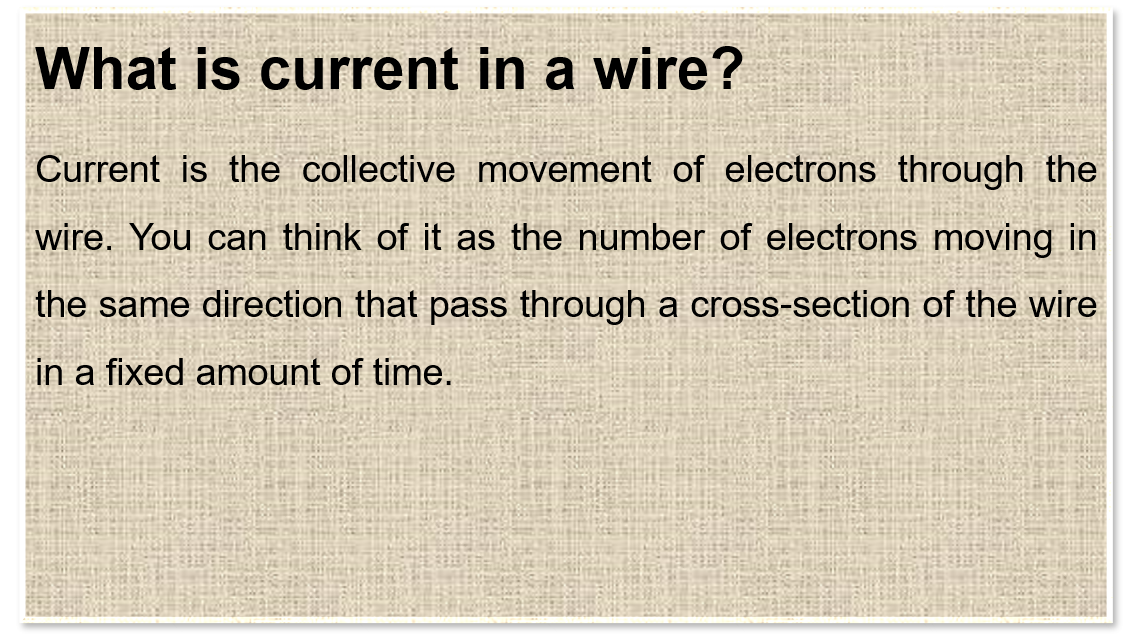 What is current in a wire?
Current is the collective movement of electrons through the
wire. You can think of it as the number of electrons moving in
the same direction that pass through a cross-section of the wire
in a fixed amount of time.